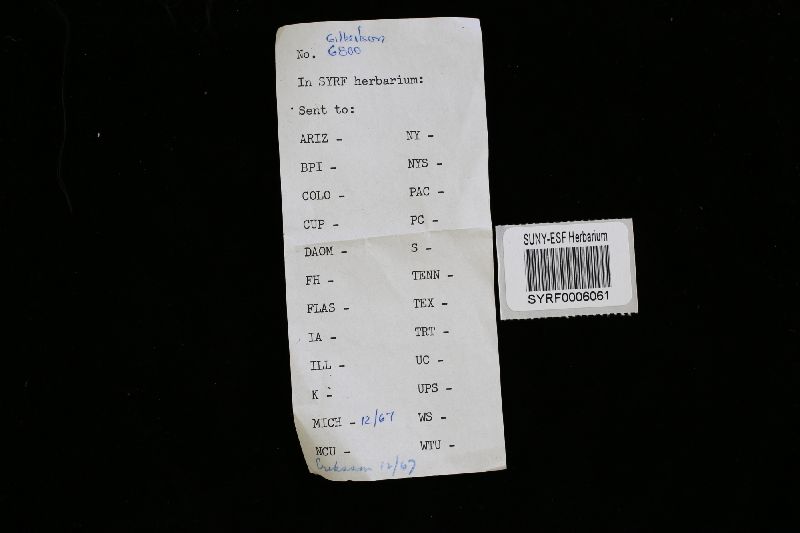 Gilbertson
No. 6800
In SYRF herbarium:
Sent to:
ARIZ -
BPI -
COLO -
CUP -
DAOM -
FH -
FLAS -
IA -
ILL -
K -
MICH - 12/67
NCU -
Eriksson 12/67
NY -
NYS -
PAC -
PC -
S -
TENN -
TEX -
TRT -
UC -
UPS -
WS -
WTU -
SUNY-ESF Herbarium
SYRF0006061